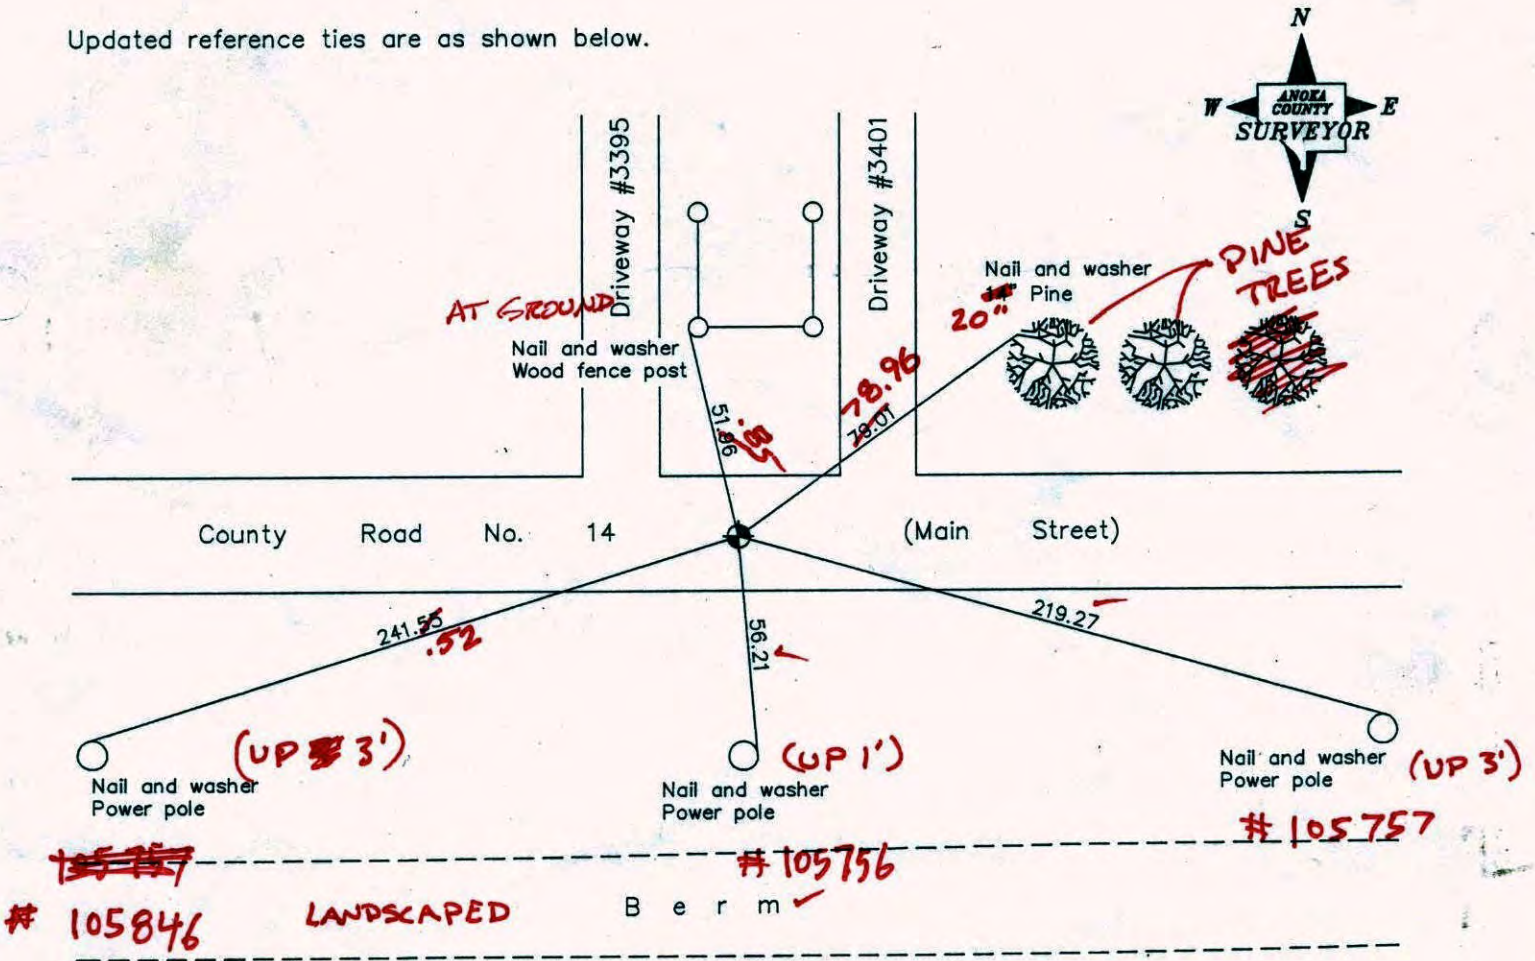 Updated reference ties are as shown below.
N
W
ANOKA
COUNTY
E
SURVEYOR
S
Driveway #3395
Driveway #3401
PINE
TREES
Nail and washer
14" Pine
20"
AT GROUND
Nail and washer
Wood fence post
51.96
.85
78.96
79.01
County Road No. 14 (Main Street)
241.55
.52
56.21
219.27
(UP 3')
(UP 1')
(UP 3')
Nail and washer
Power pole
Nail and washer
Power pole
Nail and washer
Power pole
# 105757
105757
# 105756
# 105846
LANDSCAPED
Berm